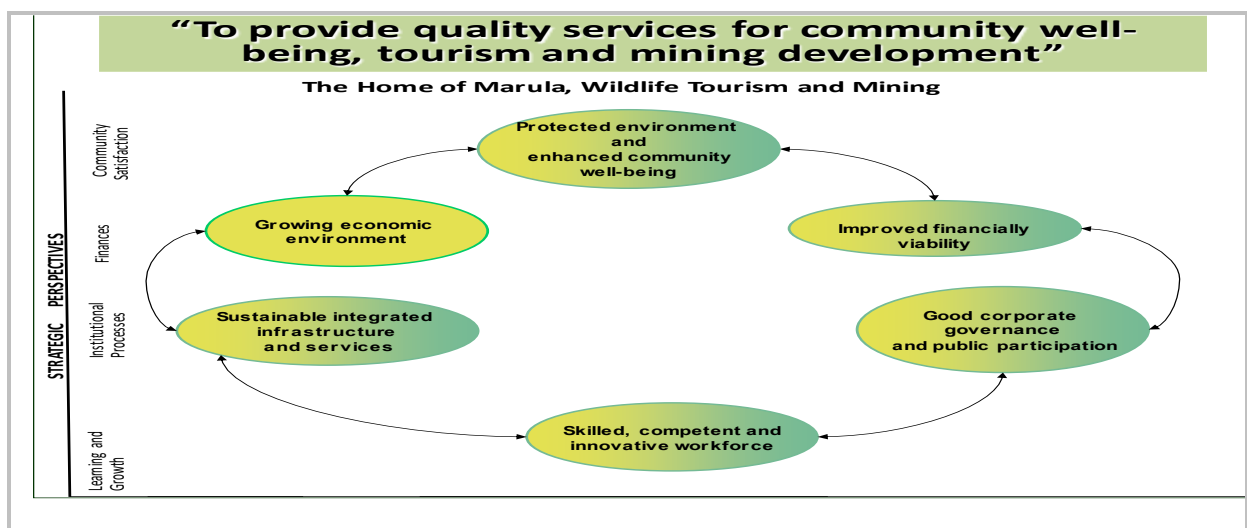 “To provide quality services for community well-
being, tourism and mining development”
The Home of Marula, Wildlife Tourism and Mining
STRATEGIC PERSPECTIVES
Community
Satisfaction
Protected environment
and
enhanced community
well-being
Finances
Growing economic
environment
Improved financially
viability
Institutional
Processes
Sustainable integrated
infrastructure
and services
Good corporate
governance
and public participation
Learning and
Growth
Skilled, competent and
innovative workforce